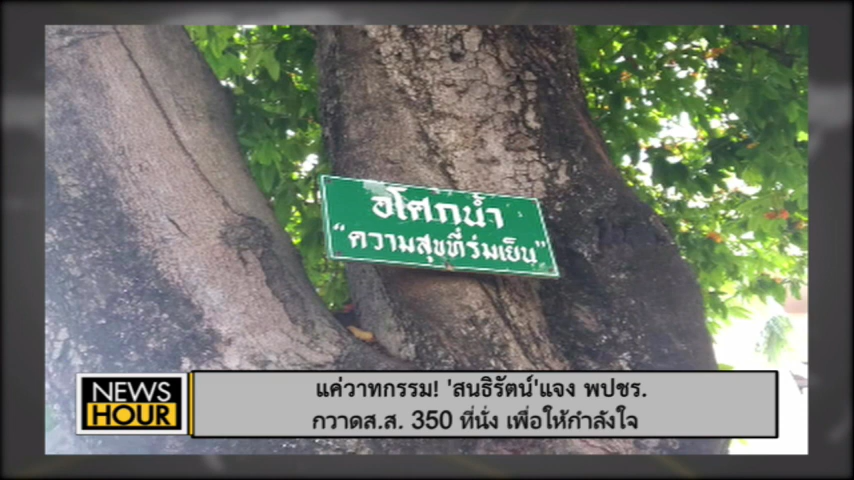 อโศกน้ำ
“ความสุขที่ร่มเย็น”
NEWS
HOUR
แค่วาทกรรม! 'สนธิรัตน์'แจง พปชร.
กวาดส.ส. 350 ที่นั่ง เพื่อให้กำลังใจ